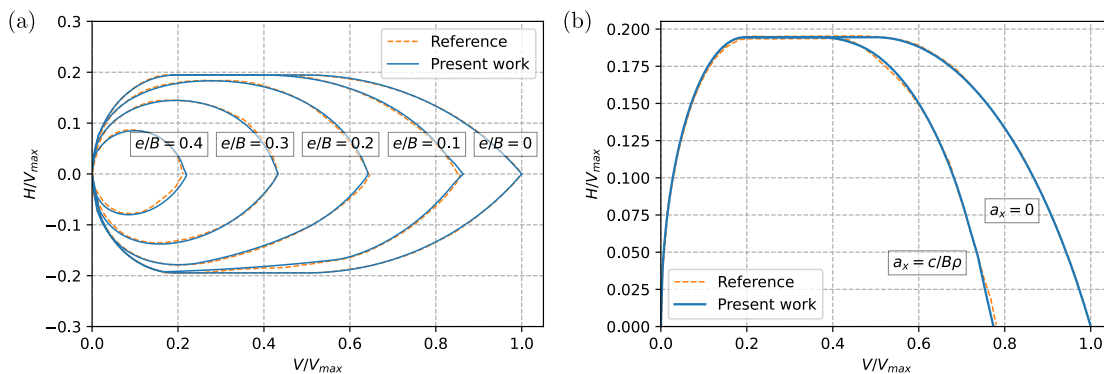 (a)
0.3
0.2
0.1
0.0
−0.1
−0.2
−0.3
H/V_max
Reference
Present work
e/B = 0.4
e/B = 0.3
e/B = 0.2
e/B = 0.1
e/B = 0
0.0 0.2 0.4 0.6 0.8 1.0
V/V_max
(b)
0.200
0.175
0.150
0.125
0.100
0.075
0.050
0.025
0.000
H/V_max
a_x = 0
a_x = c/Bρ
Reference
Present work
0.0 0.2 0.4 0.6 0.8 1.0
V/V_max